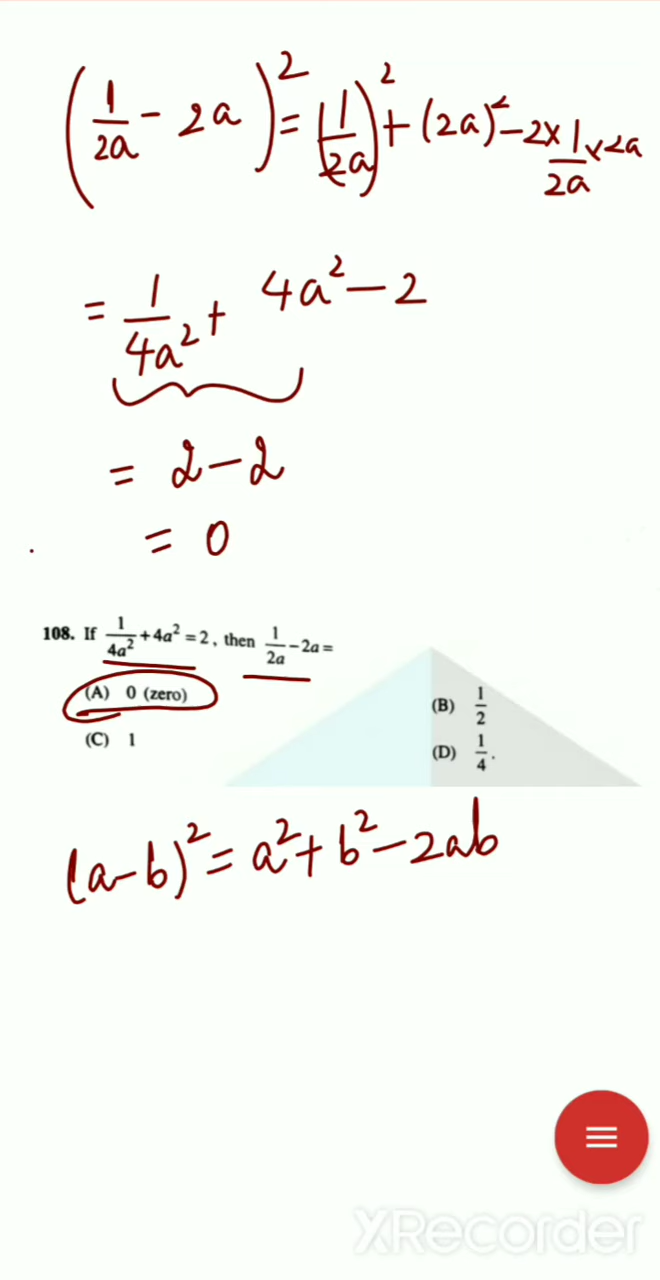 (1/2a - 2a)² = (1/2a)² + (2a)² - 2 × 1/2a × 2a
= 1/4a² + 4a² - 2
= 2 - 2
= 0
108. If 1/4a² + 4a² = 2, then 1/2a - 2a =
(A) 0 (zero) (B) 1/2
(C) 1 (D) 1/4.
(a-b)² = a² + b² - 2ab
XRecorder